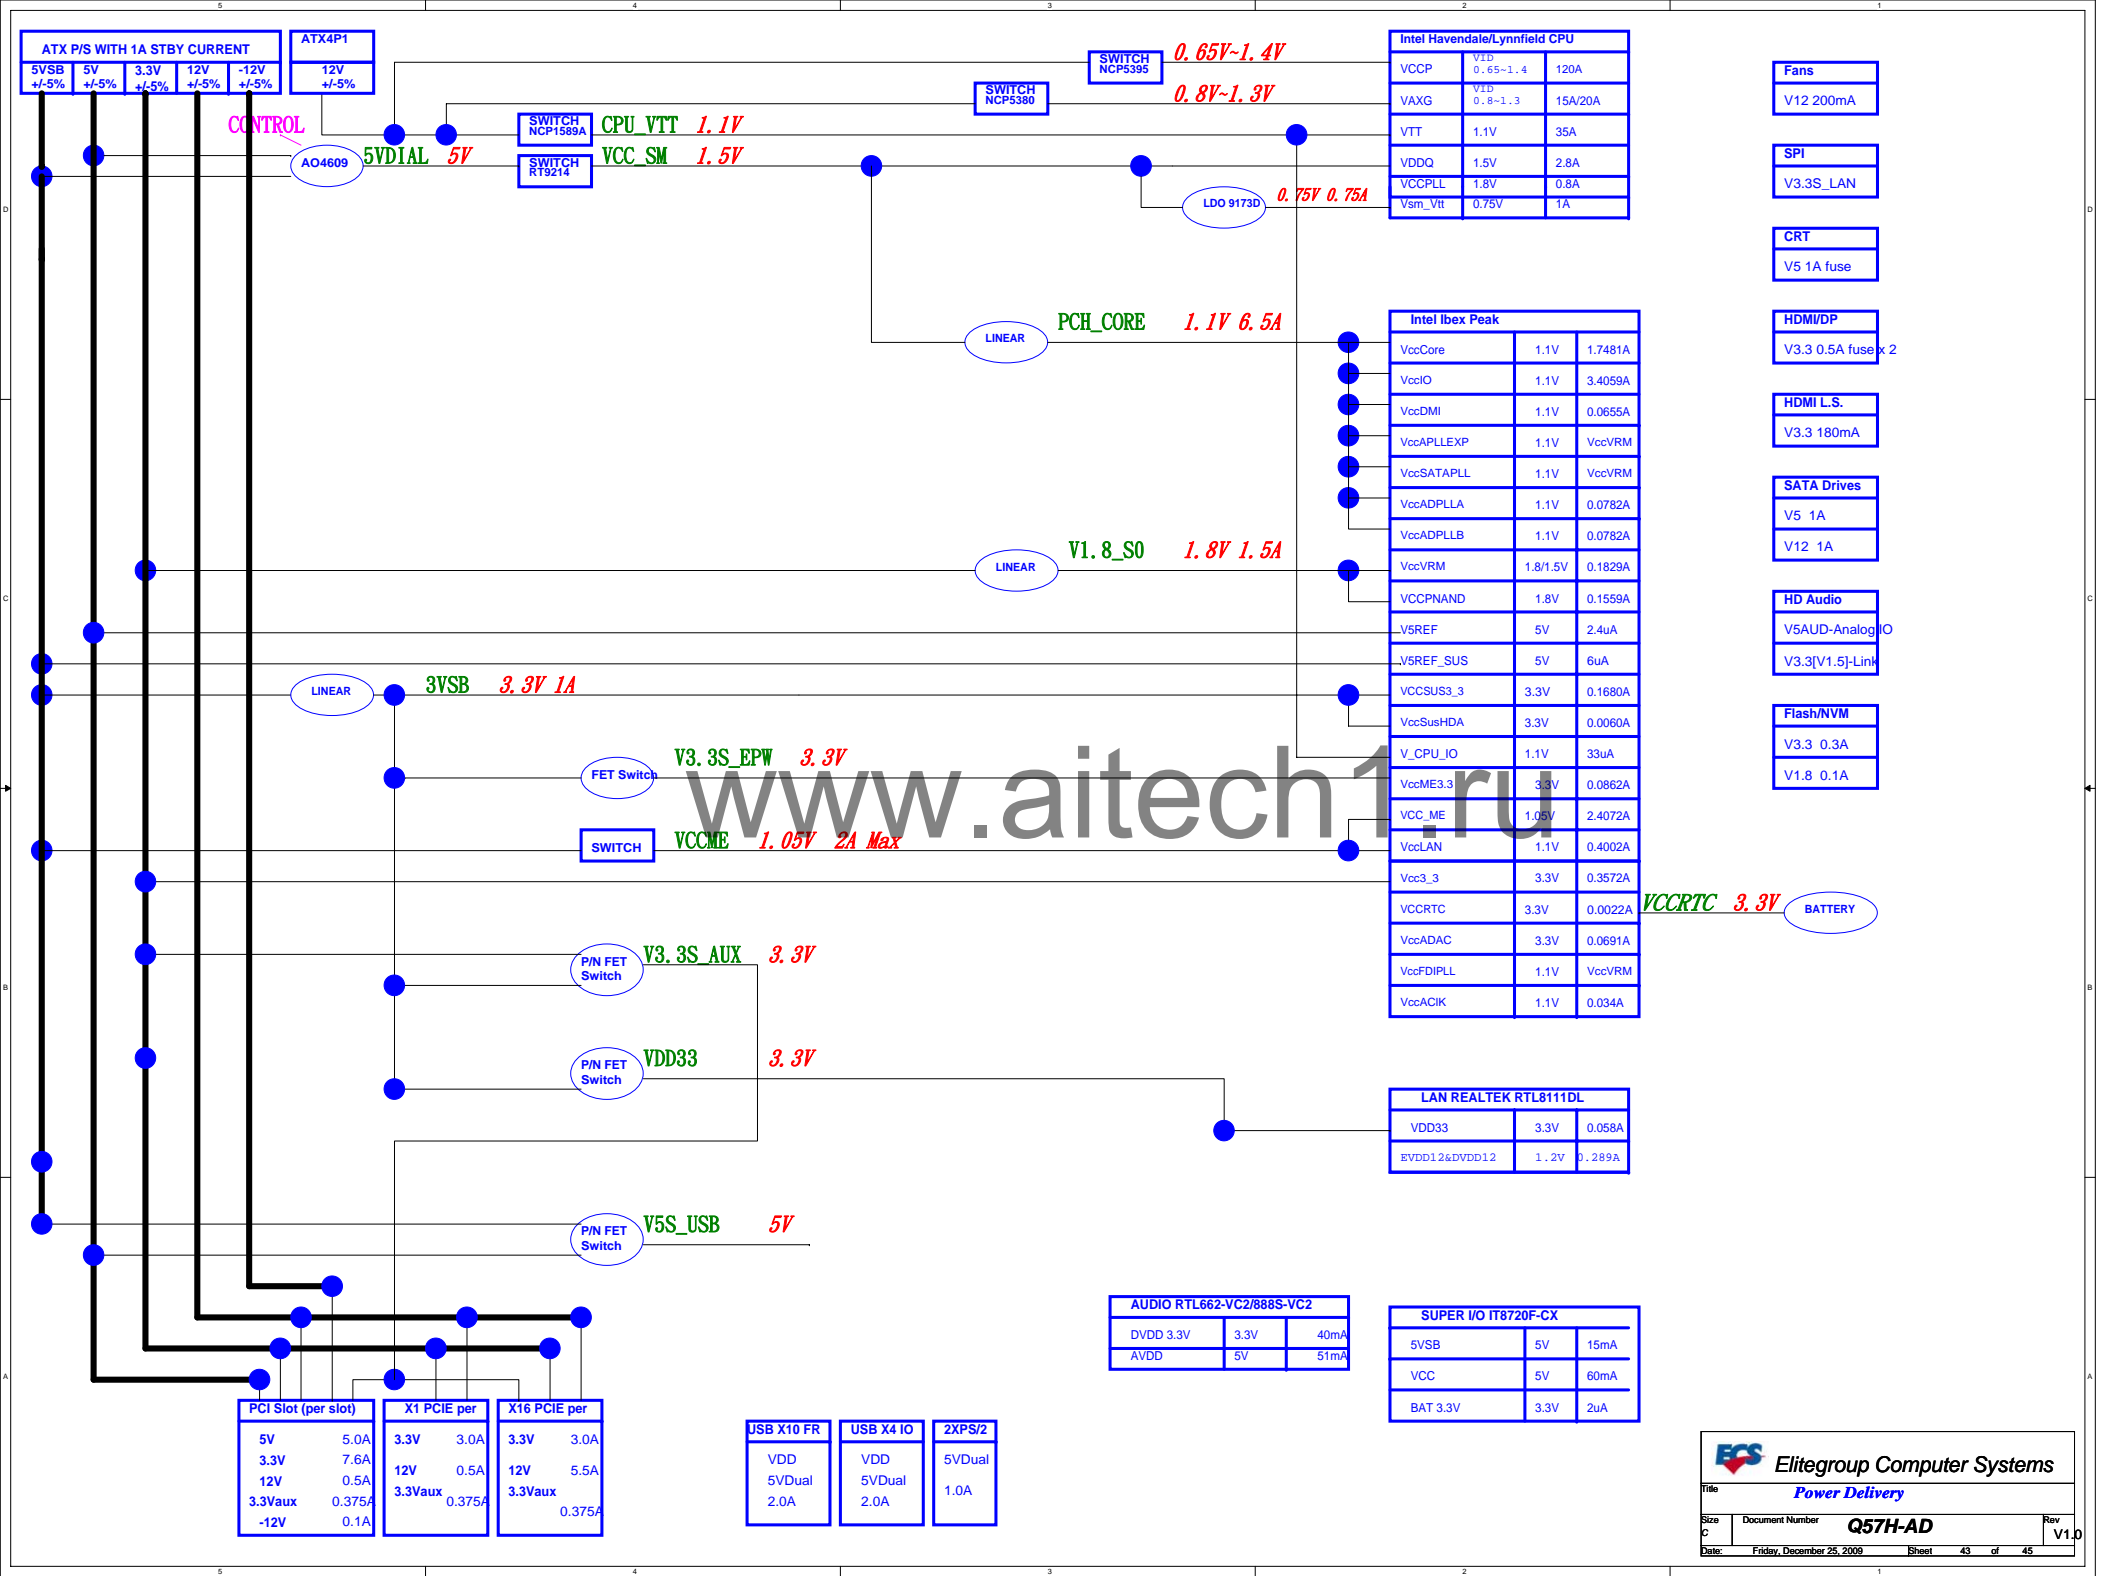 5 4 3 2 1
ATX P/S WITH 1A STBY CURRENT
5VSB +/-5%
5V +/-5%
3.3V +/-5%
12V +/-5%
-12V +/-5%
ATX4P1
12V +/-5%
CONTROL
AO4609
5VDIAL 5V
SWITCH NCP1589A
CPU_VTT 1.1V
SWITCH RT9214
VCC_SM 1.5V
SWITCH NCP5395
0.65V~1.4V
SWITCH NCP5380
0.8V~1.3V
LDO 9173D
0.75V 0.75A
Intel Havendale/Lynnfield CPU
VCCP VID 0.65~1.4 120A
VAXG VID 0.8~1.3 15A/20A
VTT 1.1V 35A
VDDQ 1.5V 2.8A
VCCPLL 1.8V 0.8A
Vsm_Vtt 0.75V 1A
Fans
V12 200mA
SPI
V3.3S_LAN
CRT
V5 1A fuse
HDMI/DP
V3.3 0.5A fuse x 2
HDMI L.S.
V3.3 180mA
SATA Drives
V5 1A
V12 1A
HD Audio
V5AUD-Analog IO
V3.3[V1.5]-Link
Flash/NVM
V3.3 0.3A
V1.8 0.1A
LINEAR
PCH_CORE 1.1V 6.5A
LINEAR
V1.8_S0 1.8V 1.5A
LINEAR
3VSB 3.3V 1A
FET Switch
V3.3S_EPW 3.3V
SWITCH
VCCME 1.05V 2A Max
Intel Ibex Peak
VccCore 1.1V 1.7481A
VccIO 1.1V 3.4059A
VccDMI 1.1V 0.0655A
VccAPLLEXP 1.1V VccVRM
VccSATAPLL 1.1V VccVRM
VccADPLLA 1.1V 0.0782A
VccADPLLB 1.1V 0.0782A
VccVRM 1.8/1.5V 0.1829A
VCCPNAND 1.8V 0.1559A
V5REF 5V 2.4uA
V5REF_SUS 5V 6uA
VCCSUS3_3 3.3V 0.1680A
VccSusHDA 3.3V 0.0060A
V_CPU_IO 1.1V 33uA
VccME3.3 3.3V 0.0862A
VCC_ME 1.05V 2.4072A
VccLAN 1.1V 0.4002A
Vcc3_3 3.3V 0.3572A
VCCRTC 3.3V 0.0022A
VccADAC 3.3V 0.0691A
VccFDIPLL 1.1V VccVRM
VccAClK 1.1V 0.034A
VCCRTC 3.3V
BATTERY
www.aitech1.ru
P/N FET Switch
V3.3S_AUX 3.3V
P/N FET Switch
VDD33 3.3V
P/N FET Switch
V5S_USB 5V
LAN REALTEK RTL8111DL
VDD33 3.3V 0.058A
EVDD12&DVDD12 1.2V 0.289A
AUDIO RTL662-VC2/888S-VC2
DVDD 3.3V 3.3V 40mA
AVDD 5V 51mA
SUPER I/O IT8720F-CX
5VSB 5V 15mA
VCC 5V 60mA
BAT 3.3V 3.3V 2uA
PCI Slot (per slot)
5V 5.0A
3.3V 7.6A
12V 0.5A
3.3Vaux 0.375A
-12V 0.1A
X1 PCIE per
3.3V 3.0A
12V 0.5A
3.3Vaux 0.375A
X16 PCIE per
3.3V 3.0A
12V 5.5A
3.3Vaux 0.375A
USB X10 FR
VDD
5VDual
2.0A
USB X4 IO
VDD
5VDual
2.0A
2XPS/2
5VDual
1.0A
ECS Elitegroup Computer Systems
Title
Power Delivery
Size C
Document Number Q57H-AD
Rev V1.0
Date: Friday, December 25, 2009 Sheet 43 of 45
D D
C C
B B
A A
5 4 3 2 1